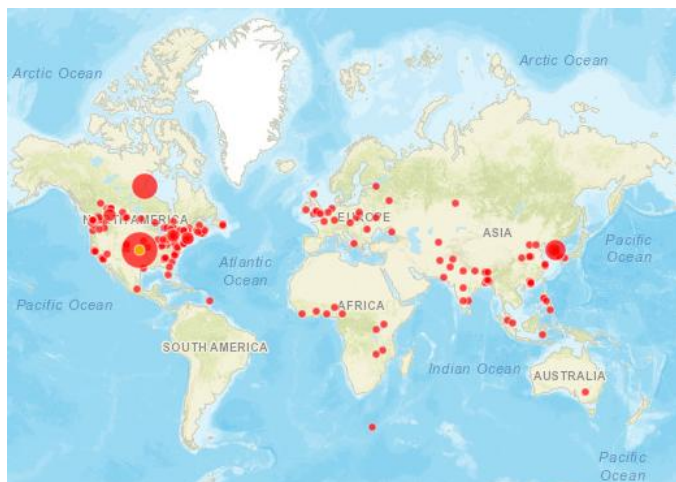 Arctic Ocean
Arctic Ocean
NORTH AMERICA
EUROPE
ASIA
Pacific
Ocean
Atlantic
Ocean
Pacific Ocean
AFRICA
SOUTH AMERICA
Indian Ocean
AUSTRALIA
Pacific
Ocean